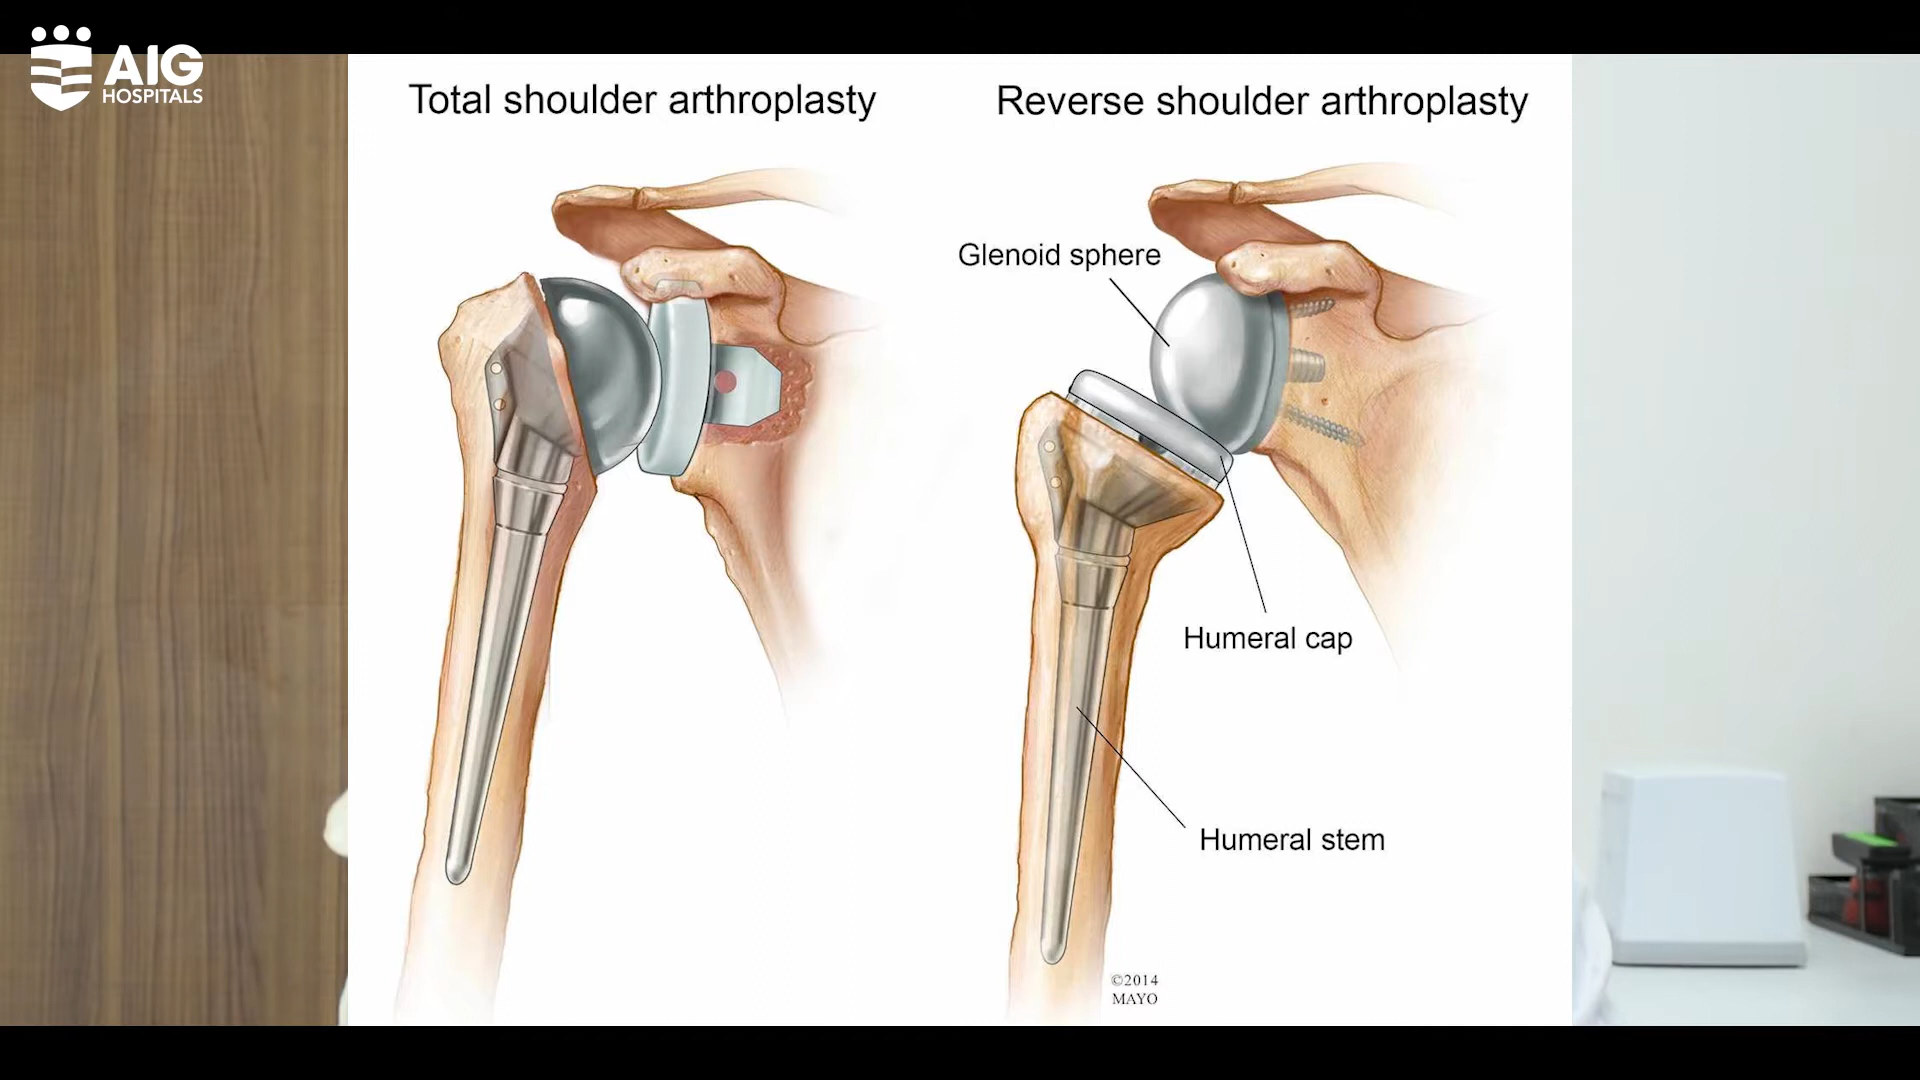 AIG
HOSPITALS
Total shoulder arthroplasty
Reverse shoulder arthroplasty
Glenoid sphere
Humeral cap
Humeral stem
©2014
MAYO